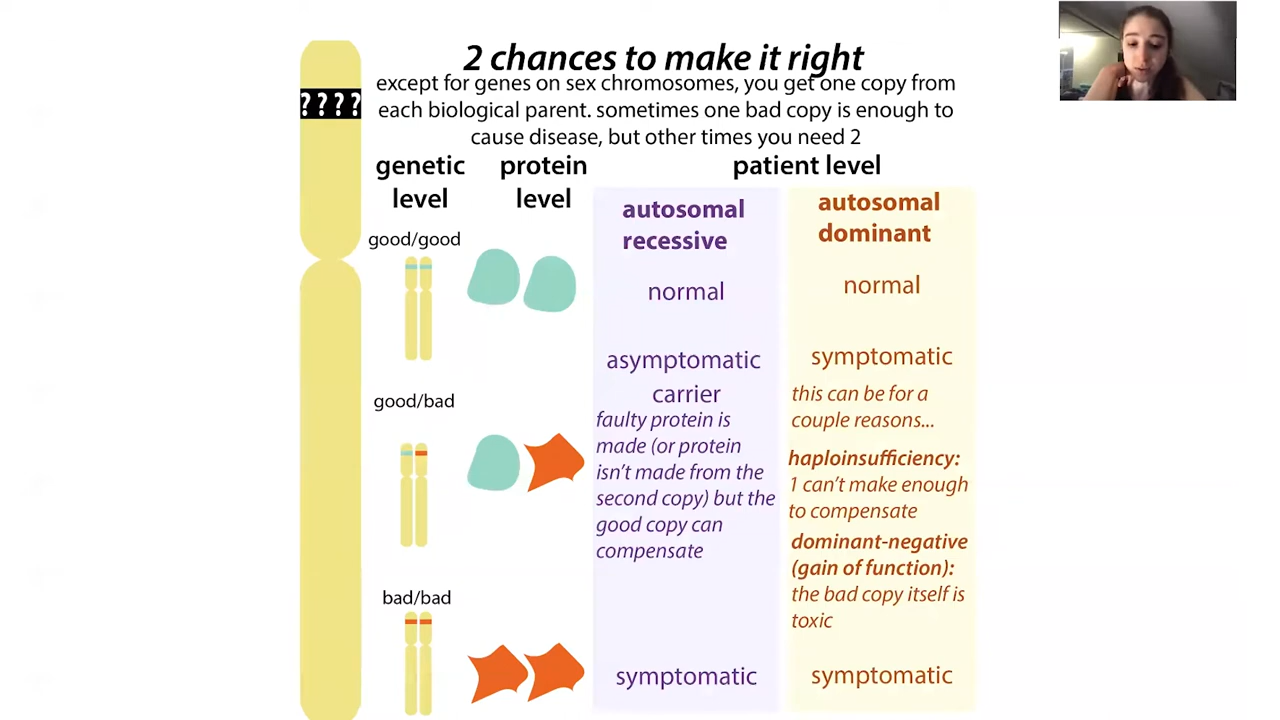 2 chances to make it right
except for genes on sex chromosomes, you get one copy from
each biological parent. sometimes one bad copy is enough to
cause disease, but other times you need 2
? ? ? ?
genetic
level
protein
level
patient level
autosomal
recessive
autosomal
dominant
good/good
normal
normal
good/bad
asymptomatic
carrier
faulty protein is
made (or protein
isn't made from the
second copy) but the
good copy can
compensate
symptomatic
this can be for a
couple reasons...
haploinsufficiency:
1 can't make enough
to compensate
dominant-negative
(gain of function):
the bad copy itself is
toxic
bad/bad
symptomatic
symptomatic